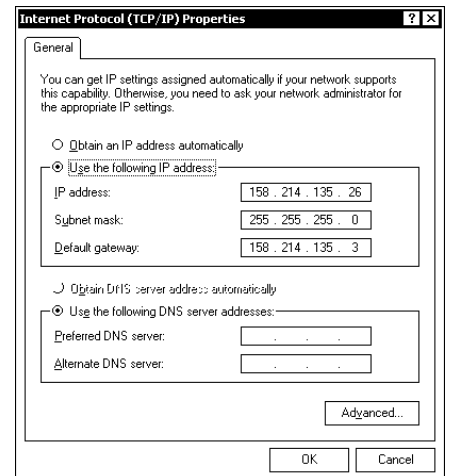 Internet Protocol (TCP/IP) Properties ? X
General
You can get IP settings assigned automatically if your network supports
this capability. Otherwise, you need to ask your network administrator for
the appropriate IP settings.
Obtain an IP address automatically
Use the following IP address:
IP address: 158 . 214 . 135 . 26
Subnet mask: 255 . 255 . 255 . 0
Default gateway: 158 . 214 . 135 . 3
Obtain DNS server address automatically
Use the following DNS server addresses:
Preferred DNS server: . . .
Alternate DNS server: . . .
Advanced...
OK Cancel